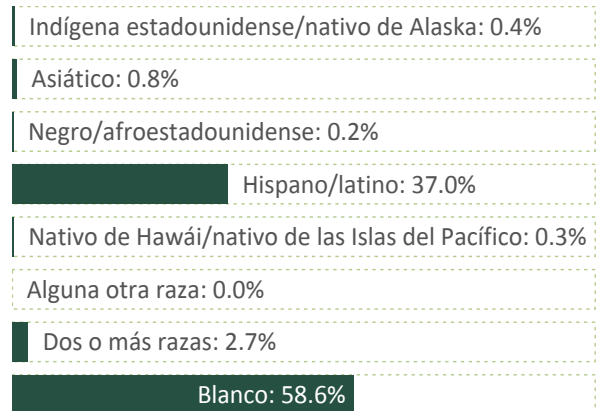 Indígena estadounidense/nativo de Alaska: 0.4%
Asiático: 0.8%
Negro/afroestadounidense: 0.2%
Hispano/latino: 37.0%
Nativo de Hawái/nativo de las Islas del Pacífico: 0.3%
Alguna otra raza: 0.0%
Dos o más razas: 2.7%
Blanco: 58.6%